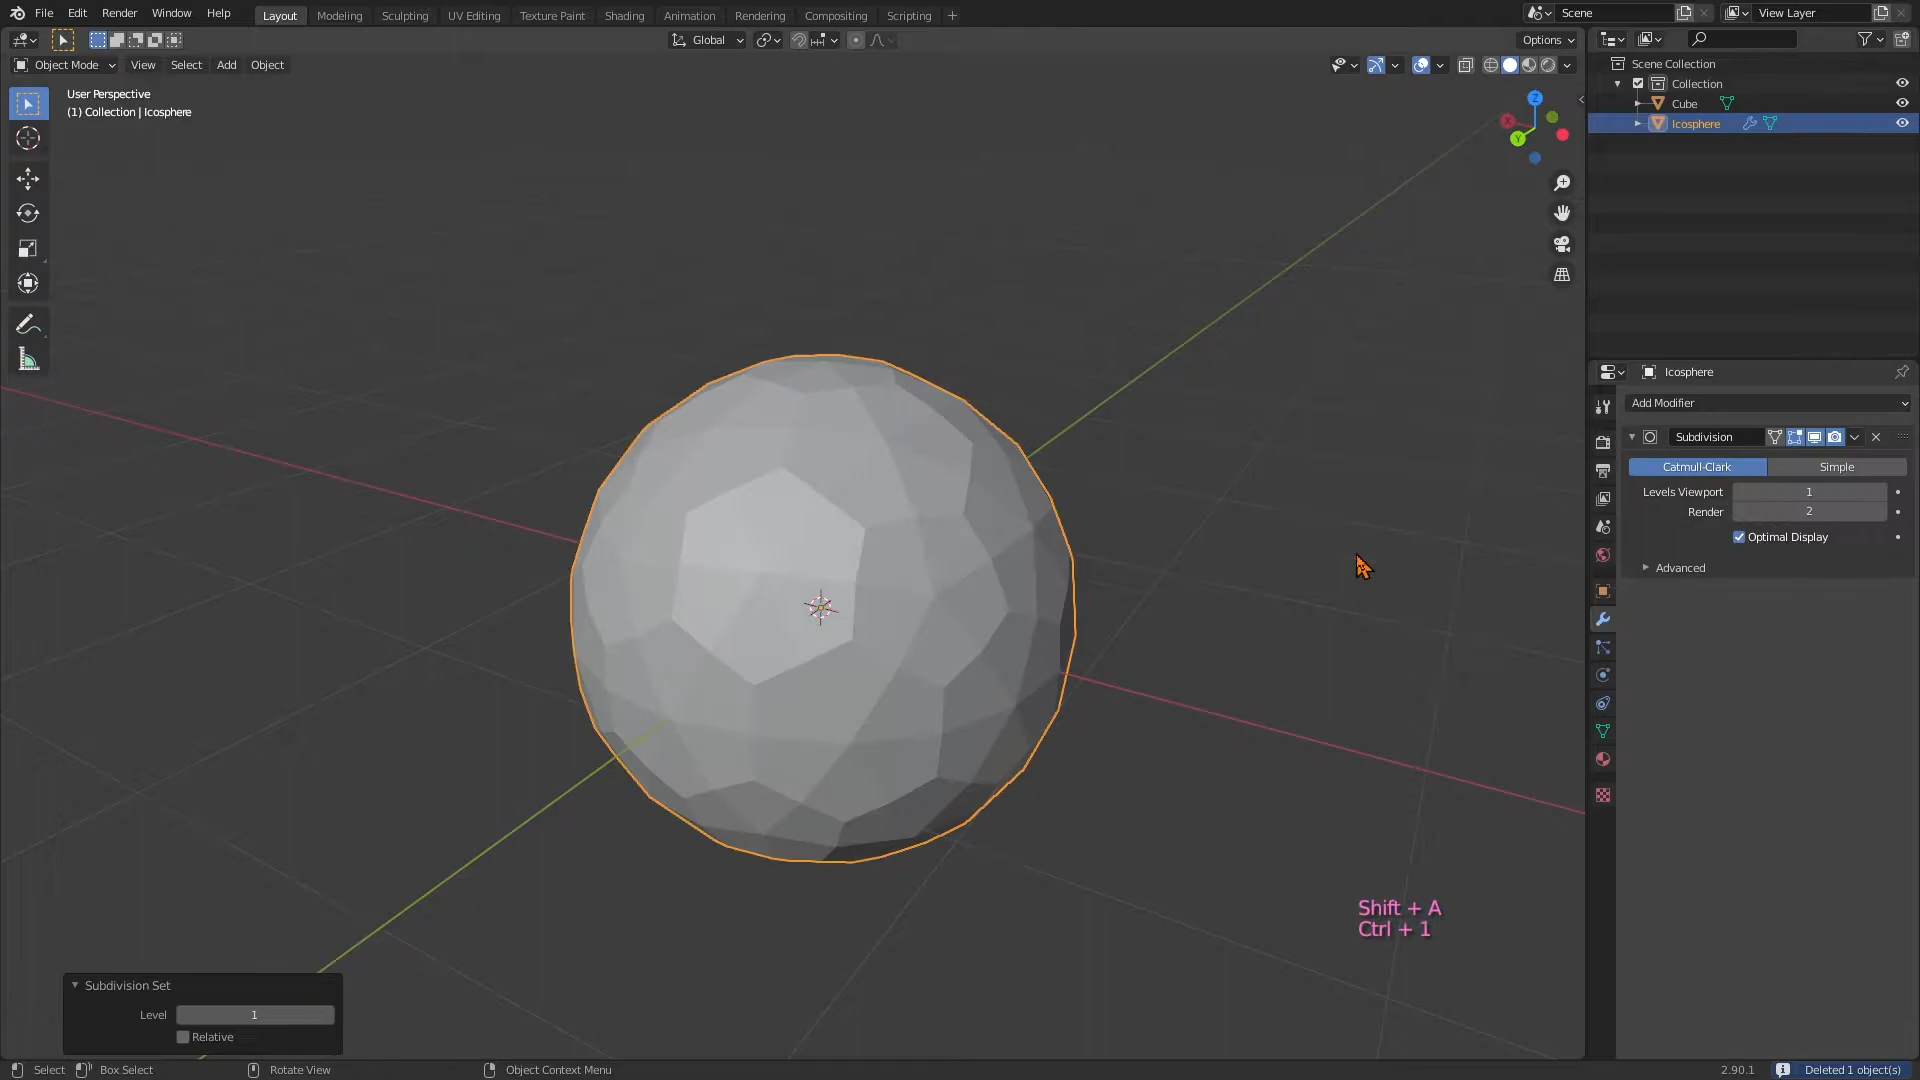 File Edit Render Window Help Layout Modeling Sculpting UV Editing Texture Paint Shading Animation Rendering Compositing Scripting + Scene View Layer
Global Options
Object Mode View Select Add Object
User Perspective
(1) Collection | Icosphere
Z
X
Y
Scene Collection
Collection
Cube
Icosphere
Icosphere
Add Modifier
Subdivision
Catmull-Clark Simple
Levels Viewport 1
Render 2
Optimal Display
Advanced
Shift + A
Ctrl + 1
Subdivision Set
Level 1
Relative
Select Box Select Rotate View Object Context Menu 2.90.1 Deleted 1 object(s)